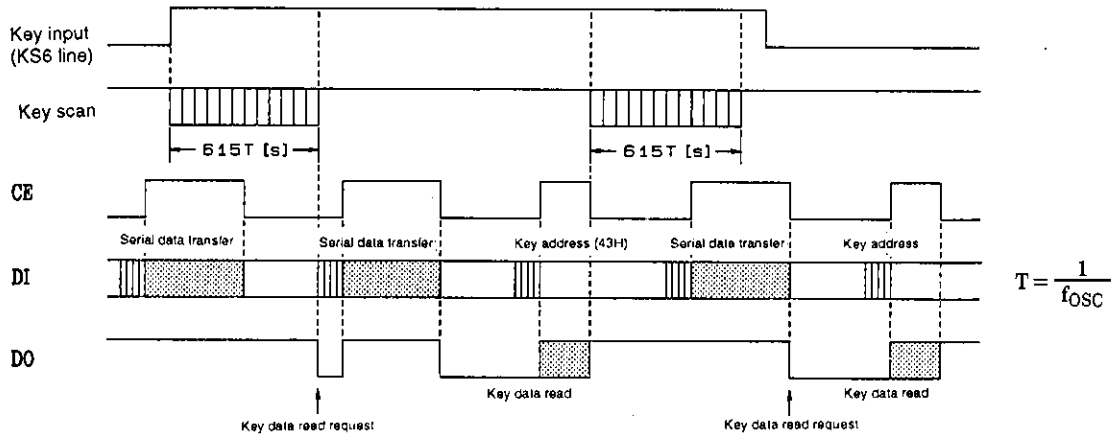 Key input
(KS6 line)
Key scan
615T [s]
615T [s]
CE
Serial data transfer
Serial data transfer
Key address (43H)
Serial data transfer
Key address
DI
T = 1 / fOSC
DO
Key data read
Key data read
Key data read request
Key data read request